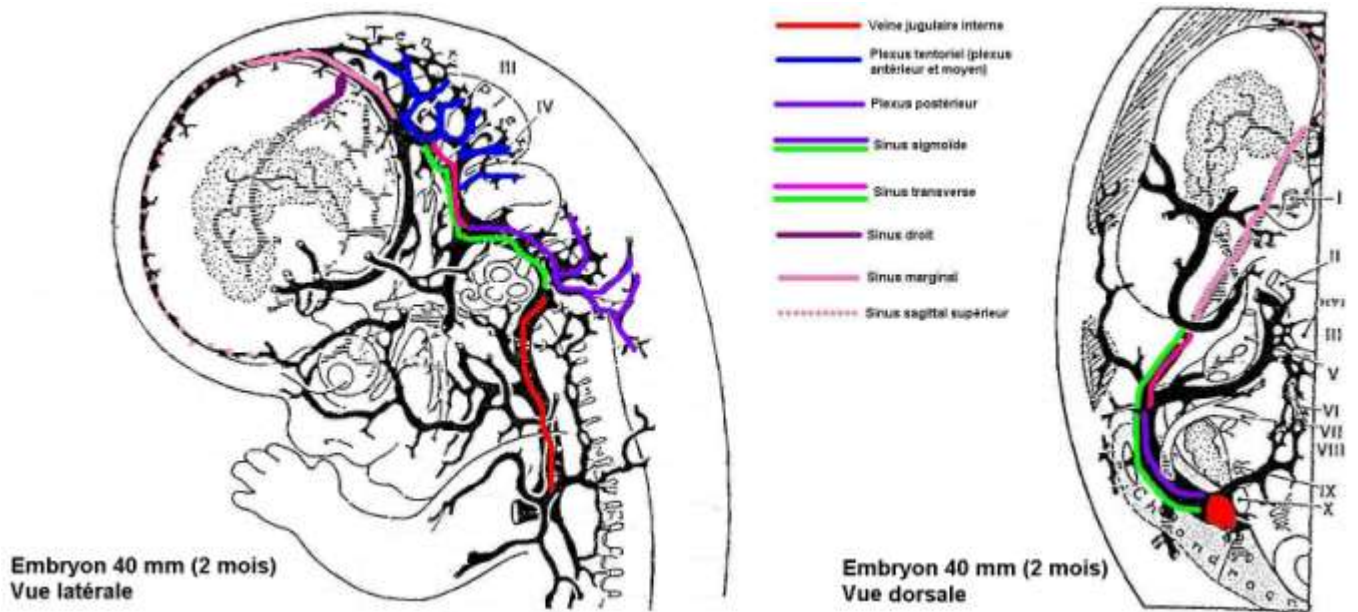 Veine jugulaire interne
Plexus tentoriel (plexus
antérieur et moyen)
Plexus postérieur
Sinus sigmoïde
Sinus transverse
Sinus droit
Sinus marginal
Sinus sagittal supérieur
III
IV
I
II
III
V
VI
VII
VIII
IX
X
Embryon 40 mm (2 mois)
Vue latérale
Embryon 40 mm (2 mois)
Vue dorsale